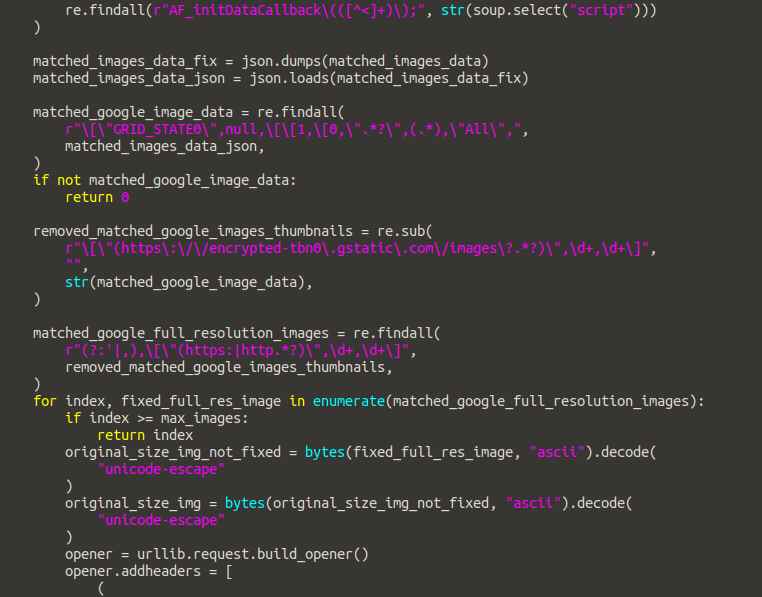 re.findall(r"AF_initDataCallback\(([^<]+)\);", str(soup.select("script")))
)
matched_images_data_fix = json.dumps(matched_images_data)
matched_images_data_json = json.loads(matched_images_data_fix)
matched_google_image_data = re.findall(
r"\[\"GRID_STATE0\",null,\[\[1,\[0,\".*?\",(.*),\"All\",",
matched_images_data_json,
)
if not matched_google_image_data:
return 0
removed_matched_google_images_thumbnails = re.sub(
r"\[\"(https\:\/\/encrypted-tbn0\.gstatic\.com\/images\?.*?)\",\d+,\d+\]",
"",
str(matched_google_image_data),
)
matched_google_full_resolution_images = re.findall(
r"(?:'|,),\[\"(https:|http.*?)\",\d+,\d+\]",
removed_matched_google_images_thumbnails,
)
for index, fixed_full_res_image in enumerate(matched_google_full_resolution_images):
if index >= max_images:
return index
original_size_img_not_fixed = bytes(fixed_full_res_image, "ascii").decode(
"unicode-escape"
)
original_size_img = bytes(original_size_img_not_fixed, "ascii").decode(
"unicode-escape"
)
opener = urllib.request.build_opener()
opener.addheaders = [
(